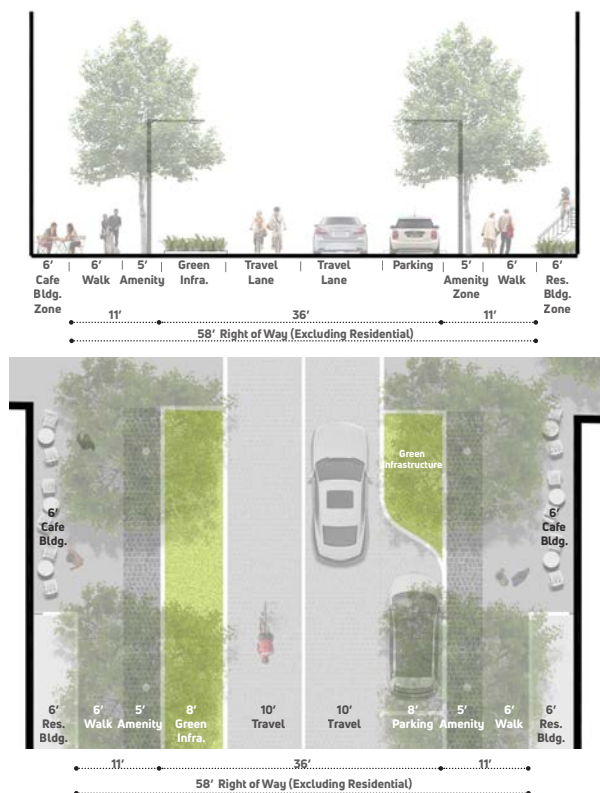 6’ 6’ 5’ Green Travel Travel Parking 5’ 6’ 6’
Cafe Walk Amenity Infra. Lane Lane Amenity Walk Res.
Bldg. Zone Bldg.
Zone Zone
11’ 36’ 11’
58’ Right of Way (Excluding Residential)
Green
Infrastructure
6’ 6’
Cafe Cafe
Bldg. Bldg.
6’ 6’ 5’ 8’ 10’ 10’ 8’ 5’ 6’ 6’
Res. Walk Amenity Green Travel Travel Parking Amenity Walk Res.
Bldg. Infra. Bldg.
11’ 36’ 11’
58’ Right of Way (Excluding Residential)